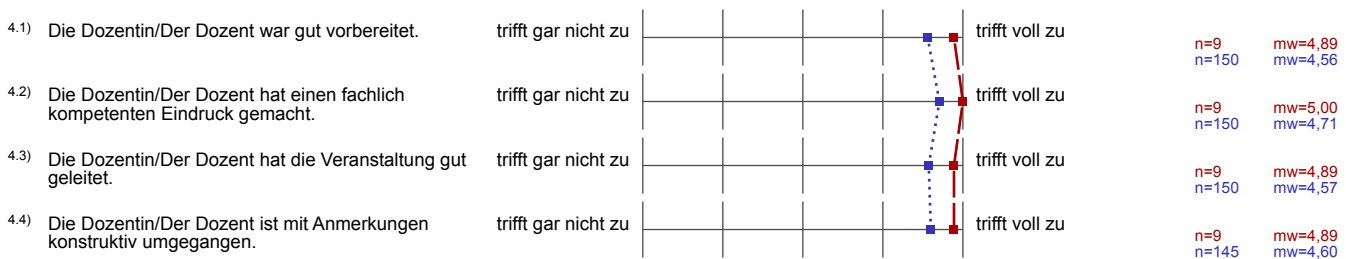 4.1) Die Dozentin/Der Dozent war gut vorbereitet. trifft gar nicht zu trifft voll zu
n=9 mw=4,89
n=150 mw=4,56
4.2) Die Dozentin/Der Dozent hat einen fachlich
kompetenten Eindruck gemacht. trifft gar nicht zu trifft voll zu
n=9 mw=5,00
n=150 mw=4,71
4.3) Die Dozentin/Der Dozent hat die Veranstaltung gut
geleitet. trifft gar nicht zu trifft voll zu
n=9 mw=4,89
n=150 mw=4,57
4.4) Die Dozentin/Der Dozent ist mit Anmerkungen
konstruktiv umgegangen. trifft gar nicht zu trifft voll zu
n=9 mw=4,89
n=145 mw=4,60